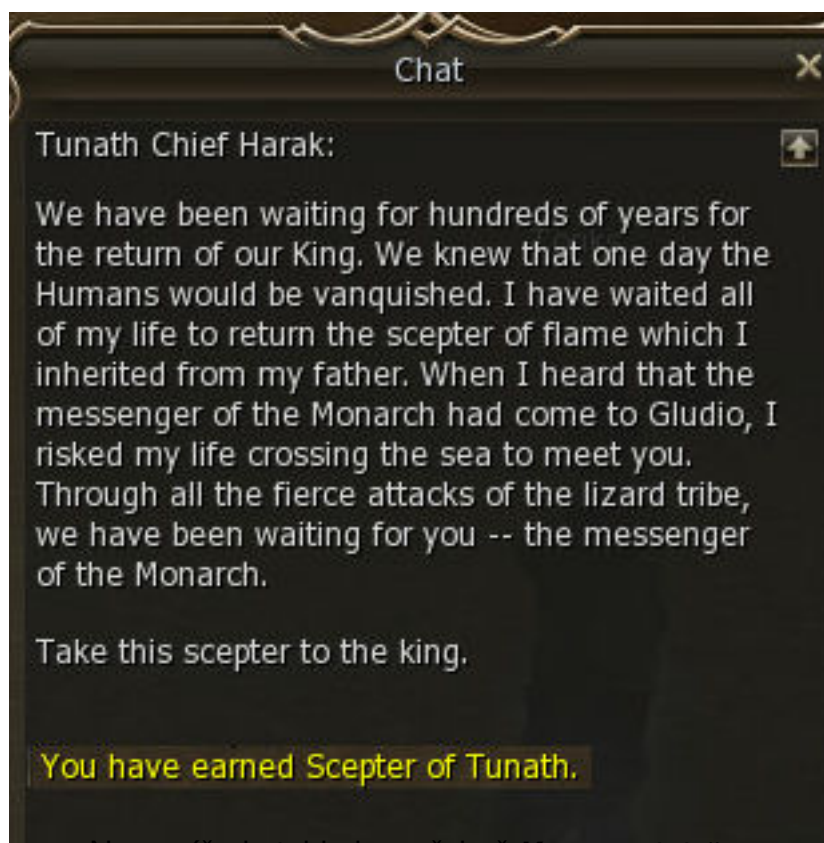 Chat
Tunath Chief Harak:
We have been waiting for hundreds of years for
the return of our King. We knew that one day the
Humans would be vanquished. I have waited all
of my life to return the scepter of flame which I
inherited from my father. When I heard that the
messenger of the Monarch had come to Gludio, I
risked my life crossing the sea to meet you.
Through all the fierce attacks of the lizard tribe,
we have been waiting for you -- the messenger
of the Monarch.
Take this scepter to the king.
You have earned Scepter of Tunath.